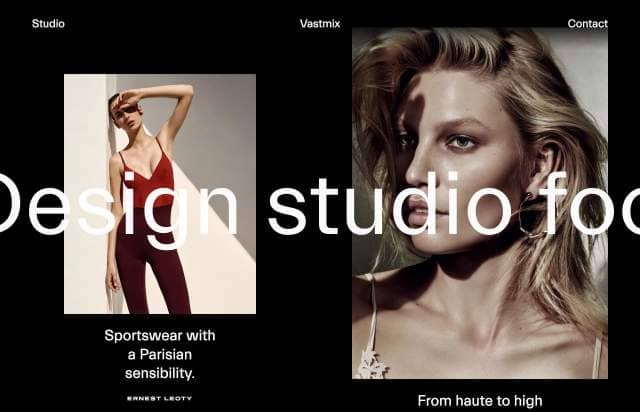 Studio
Vastmix
Contact
Design studio foc
Sportswear with
a Parisian
sensibility.
ERNEST LEOTY
From haute to high